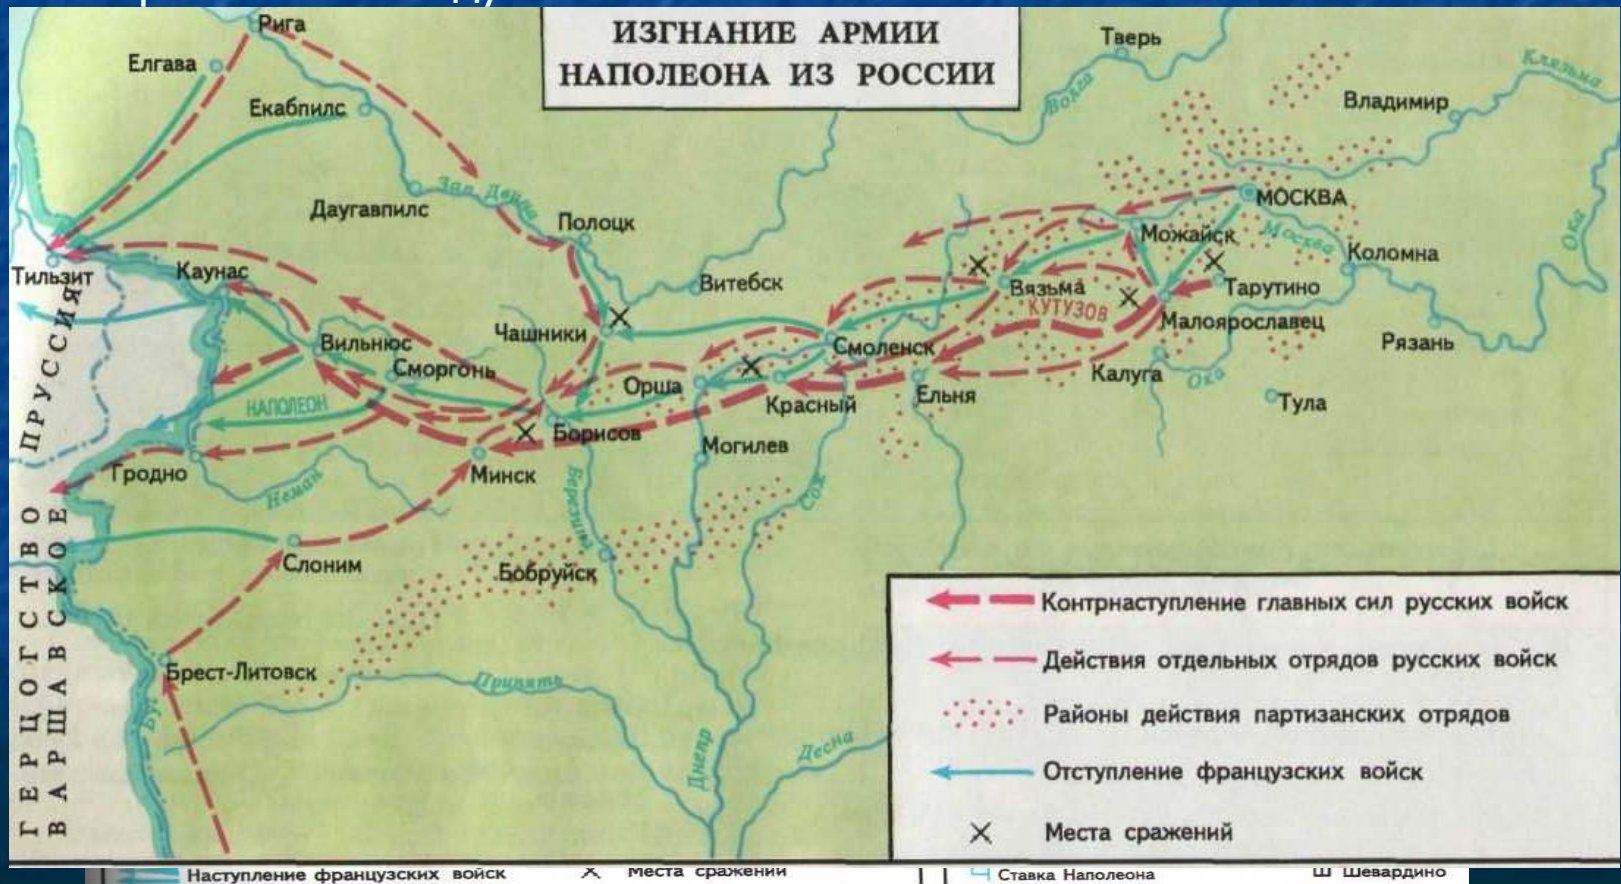 ИЗГНАНИЕ АРМИИ
НАПОЛЕОНА ИЗ РОССИИ
Рига
Елгава
Екабпилс
Тверь
Волга
Клязьма
Владимир
Зап. Двина
Даугавпилс
Полоцк
МОСКВА
Можайск
Москва
Коломна
Ока
Тильзит
Каунас
Витебск
Вязьма
Тарутино
КУТУЗОВ
Чашники
Малоярославец
Вильнюс
Смоленск
Рязань
Сморгонь
Орша
Калуга
Ока
Красный
Ельня
Тула
НАПОЛЕОН
Борисов
Могилев
Гродно
Минск
Неман
Березина
Сож
ПРУССИЯ
Слоним
Бобруйск
Брест-Литовск
Припять
Буг
Днепр
Десна
ГЕРЦОГСТВО
ВАРШАВСКОЕ
Контрнаступление главных сил русских войск
Действия отдельных отрядов русских войск
Районы действия партизанских отрядов
Отступление французских войск
Места сражений
Наступление французских войск
Места сражений
Ставка Наполеона
Ш Шевардино